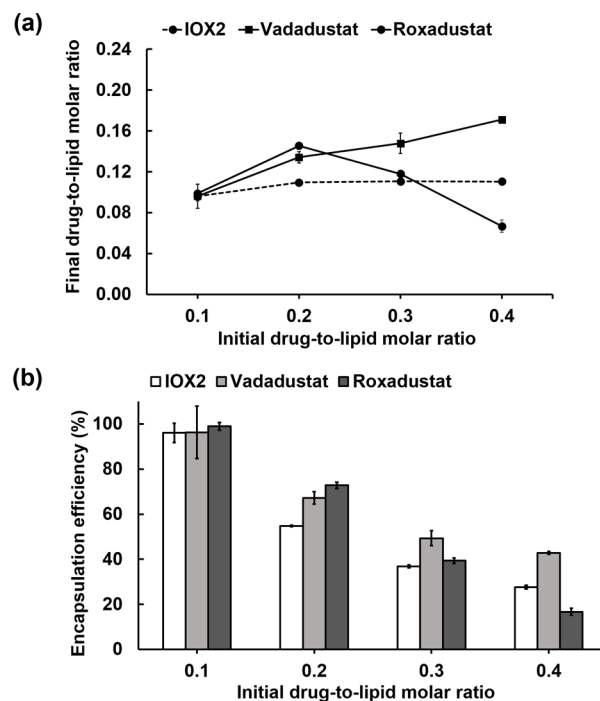 (a)
IOX2 Vadadustat Roxadustat
Final drug-to-lipid molar ratio
0.24
0.20
0.16
0.12
0.08
0.04
0.00
0.1 0.2 0.3 0.4
Initial drug-to-lipid molar ratio
(b)
IOX2 Vadadustat Roxadustat
Encapsulation efficiency (%)
100
80
60
40
20
0
0.1 0.2 0.3 0.4
Initial drug-to-lipid molar ratio